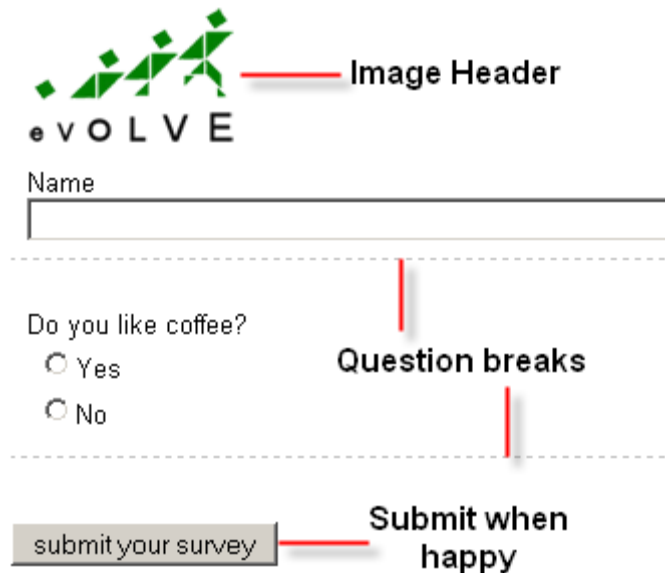 Image Header
eVOLVE
Name
Do you like coffee?
Yes
Question breaks
No
submit your survey
Submit when
happy